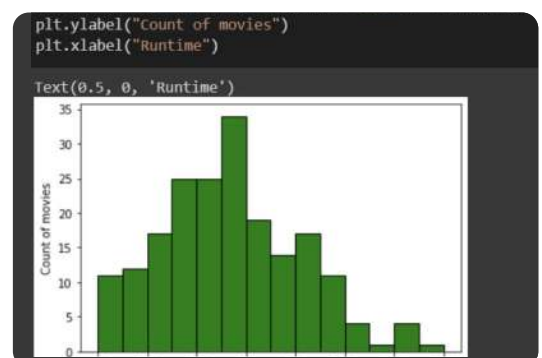 plt.ylabel("Count of movies")
plt.xlabel("Runtime")
Text(0.5, 0, 'Runtime')
35
30
25
20
15
10
5
0
Count of movies